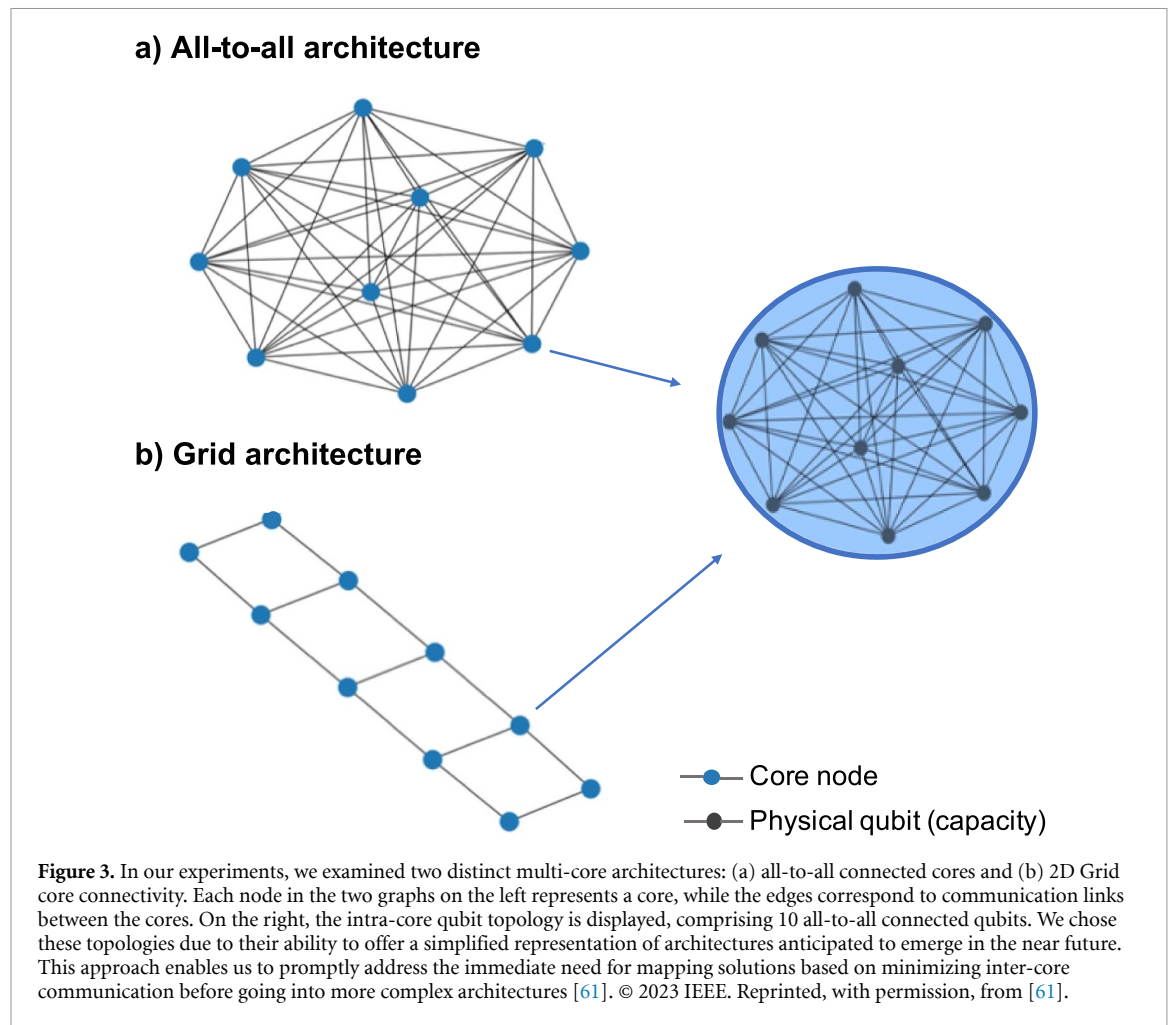 a) All-to-all architecture
b) Grid architecture
Core node
Physical qubit (capacity)
Figure 3. In our experiments, we examined two distinct multi-core architectures: (a) all-to-all connected cores and (b) 2D Grid
core connectivity. Each node in the two graphs on the left represents a core, while the edges correspond to communication links
between the cores. On the right, the intra-core qubit topology is displayed, comprising 10 all-to-all connected qubits. We chose
these topologies due to their ability to offer a simplified representation of architectures anticipated to emerge in the near future.
This approach enables us to promptly address the immediate need for mapping solutions based on minimizing inter-core
communication before going into more complex architectures [61]. © 2023 IEEE. Reprinted, with permission, from [61].